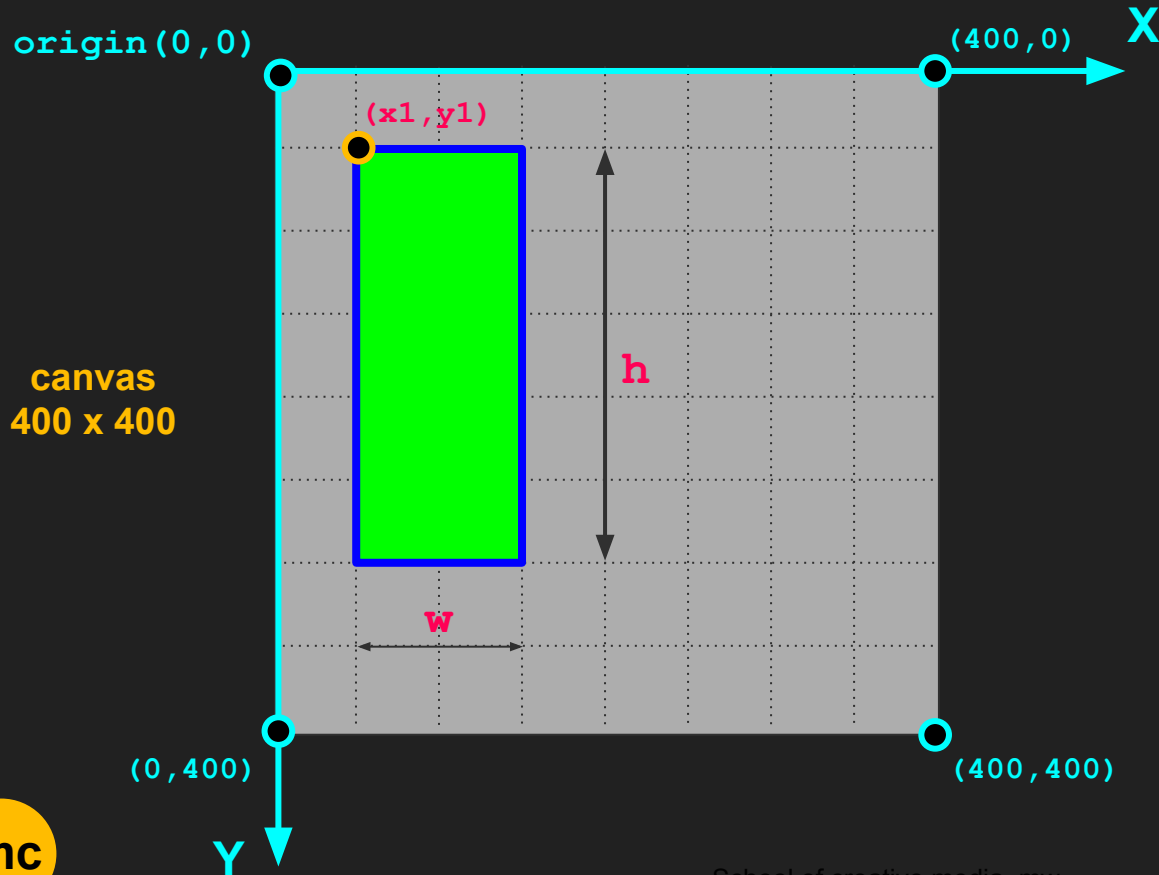 X
origin(0,0)
(400,0)
(x1,y1)
h
canvas
400 x 400
w
(0,400)
(400,400)
Y